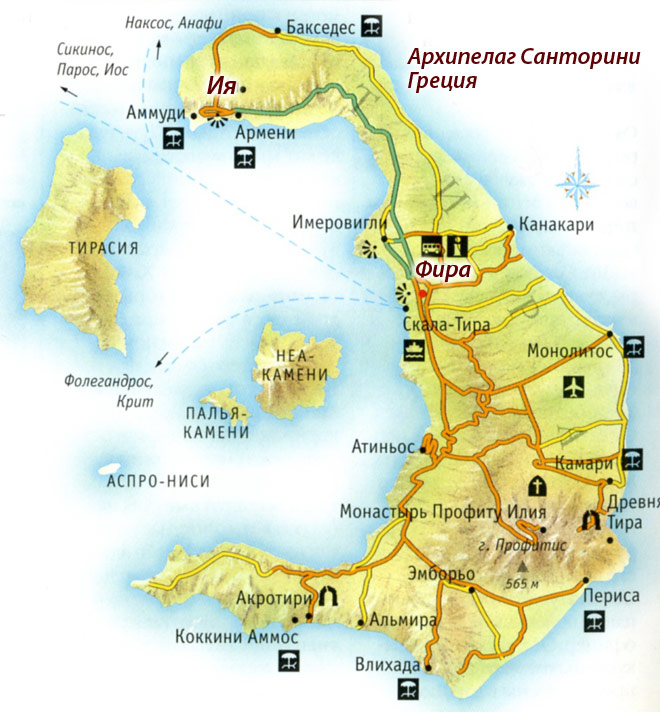 Наксос, Анафи
Бакседес
Сикинос,
Парос, Иос
Архипелаг Санторини
Греция
Ия
Аммуди
Армени
ТИРА
Имеровигли
Канакари
ТИРАСИЯ
Фира
Скала-Тира
Монолитос
НЕА-
КАМЕНИ
Фолегандрос,
Крит
ПАЛЬЯ-
КАМЕНИ
Атиньос
Камари
АСПРО-НИСИ
Древня
Тира
Монастырь Профиту Илия
г. Профитис
565 м
Эмборьо
Периса
Акротири
Альмира
Коккини Аммос
Влихада